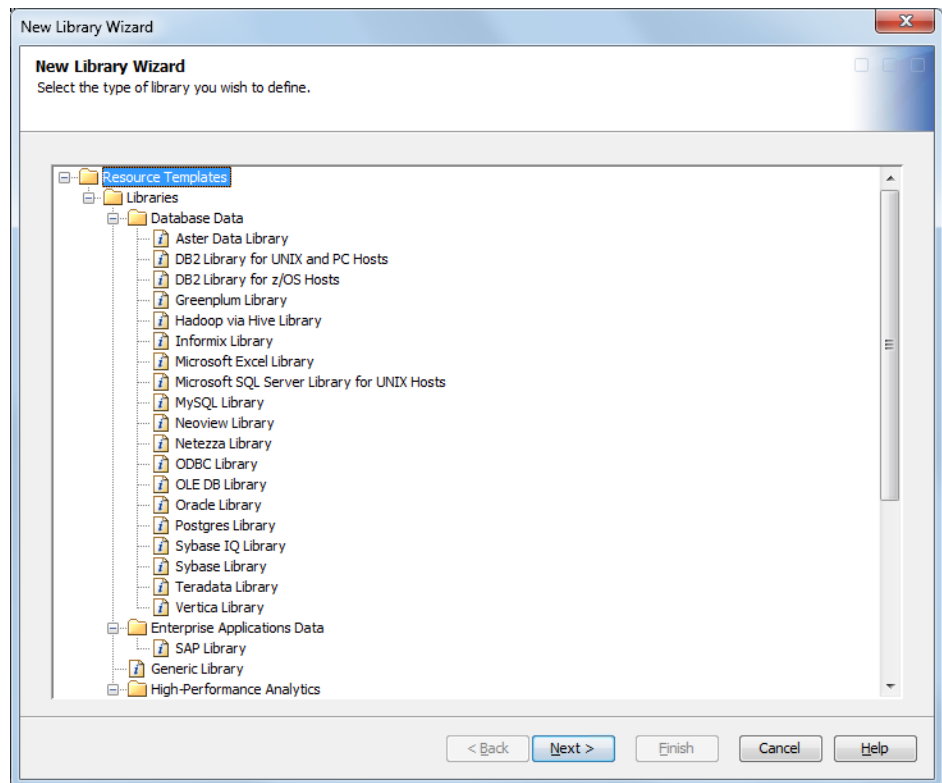 New Library Wizard
New Library Wizard
Select the type of library you wish to define.
Resource Templates
Libraries
Database Data
Aster Data Library
DB2 Library for UNIX and PC Hosts
DB2 Library for z/OS Hosts
Greenplum Library
Hadoop via Hive Library
Informix Library
Microsoft Excel Library
Microsoft SQL Server Library for UNIX Hosts
MySQL Library
Neoview Library
Netezza Library
ODBC Library
OLE DB Library
Oracle Library
Postgres Library
Sybase IQ Library
Sybase Library
Teradata Library
Vertica Library
Enterprise Applications Data
SAP Library
Generic Library
High-Performance Analytics
< Back Next > Finish Cancel Help